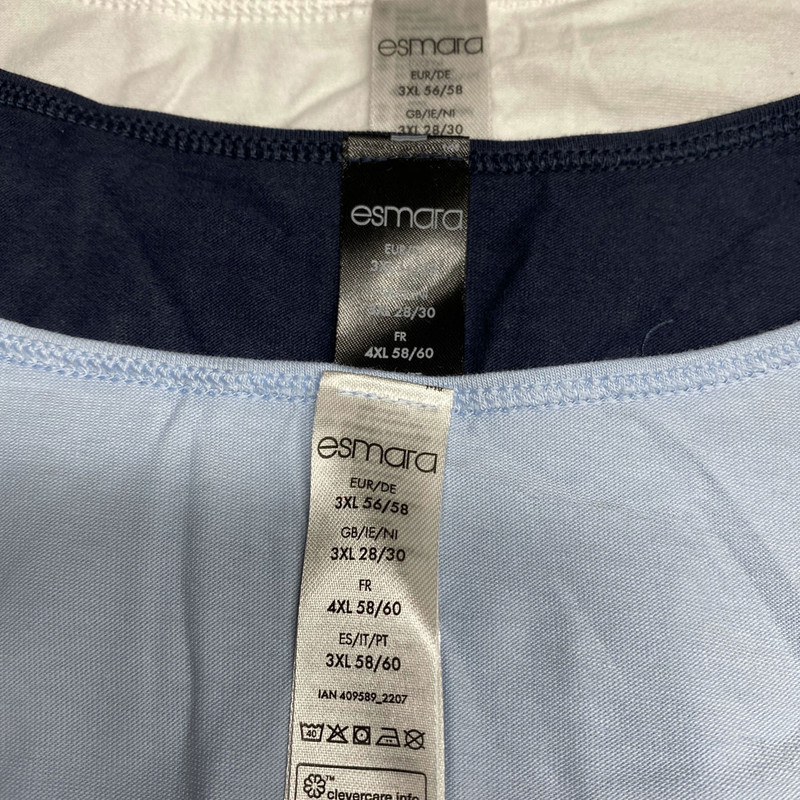 esmara
EUR/DE
3XL 56/58
GB/IE/NI
3XL 28/30
esmara
28/30
FR
4XL 58/60
esmara
EUR/DE
3XL 56/58
GB/IE/NI
3XL 28/30
FR
4XL 58/60
ES/IT/PT
3XL 58/60
IAN 409589_2207
40
TM
clevercare.info